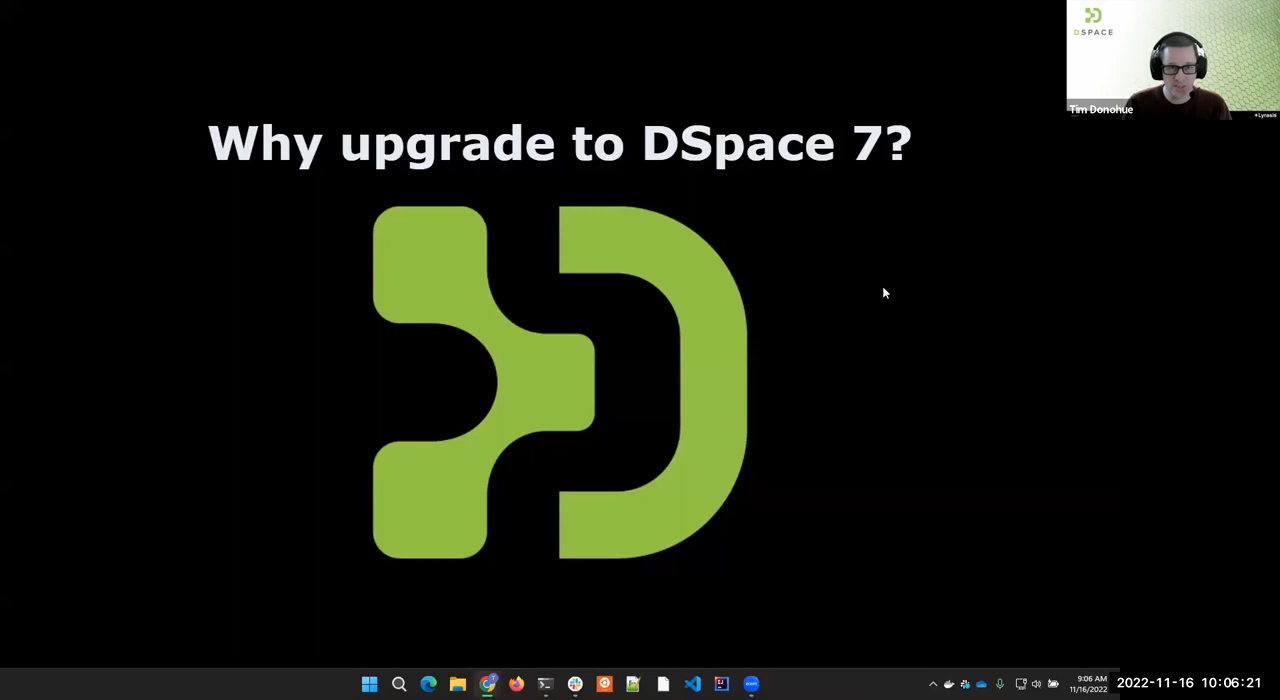 DSPACE
Tim Donohue
Lyrasis
Why upgrade to DSpace 7?
9:06 AM
11/16/2022
2022-11-16 10:06:21